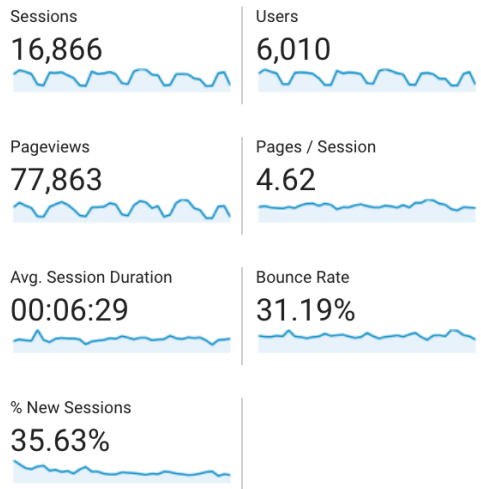 Sessions
16,866
Users
6,010
Pageviews
77,863
Pages / Session
4.62
Avg. Session Duration
00:06:29
Bounce Rate
31.19%
% New Sessions
35.63%